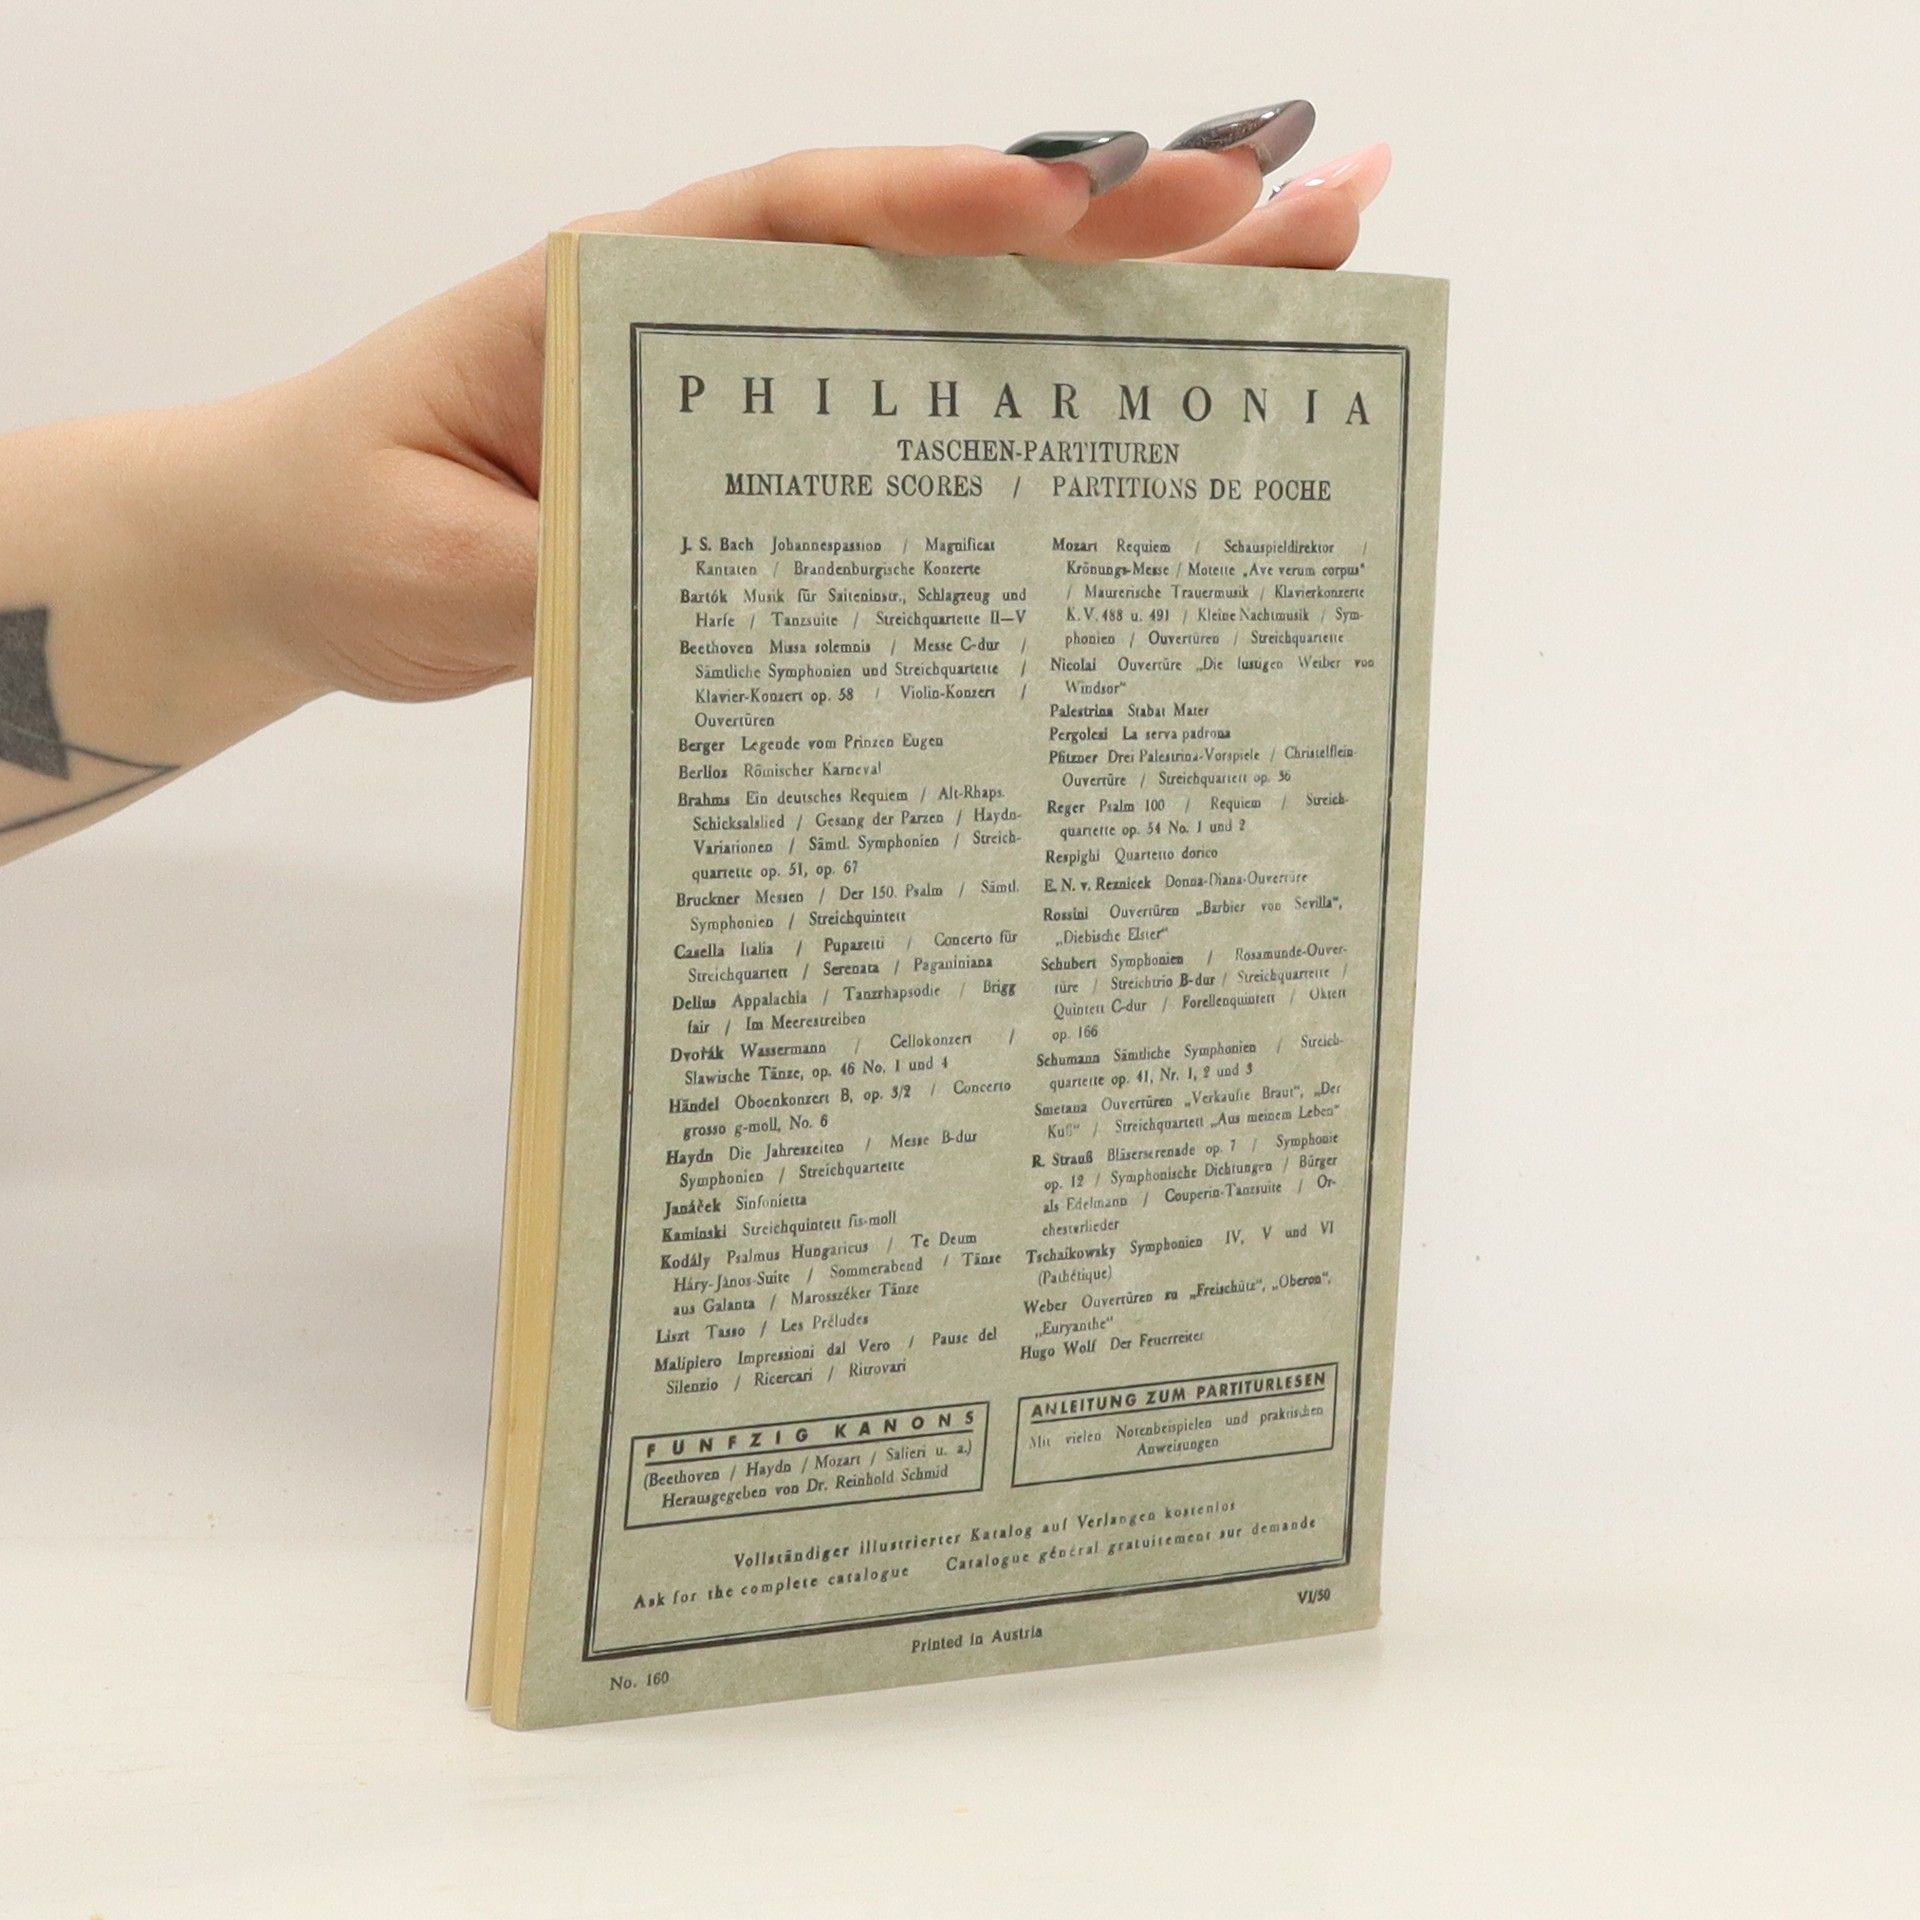 PHILHARMONIA
TASCHEN-PARTITUREN
MINIATURE SCORES / PARTITIONS DE POCHE
J. S. Bach Johannespassion / Magnificat
Kantaten / Brandenburgische Konzerte
Bartók Musik für Saiteninstr., Schlagzeug und
Harfe / Tanzsuite / Streichquartette II—V
Beethoven Missa solemnis / Messe C-dur /
Sämtliche Symphonien und Streichquartette /
Klavier-Konzert op. 58 / Violin-Konzert /
Ouvertüren
Berger Legende vom Prinzen Eugen
Berlioz Römischer Karneval
Brahms Ein deutsches Requiem / Alt-Rhaps.
Schicksalslied / Gesang der Parzen / Haydn-
Variationen / Sämtl. Symphonien / Streich-
quartette op. 51, op. 67
Bruckner Messen / Der 150. Psalm / Sämtl.
Symphonien / Streichquintett
Casella Italia / Pupazetti / Concerto für
Streichquartett / Serenata / Paganiniana
Delius Appalachia / Tanzrhapsodie / Brigg
fair / Im Meerestreiben
Dvořák Wassermann / Cellokonzert /
Slawische Tänze, op. 46 No. 1 und 4
Händel Oboenkonzert B, op. 3/2 / Concerto
grosso g-moll, No. 6
Haydn Die Jahreszeiten / Messe B-dur
Symphonien / Streichquartette
Janáček Sinfonietta
Kaminski Streichquintett fis-moll
Kodály Psalmus Hungaricus / Te Deum
Háry-János-Suite / Sommerabend / Tänze
aus Galanta / Marosszéker Tänze
Liszt Tasso / Les Préludes
Malipiero Impressioni dal Vero / Pause del
Silenzio / Ricercari / Ritrovari
Mozart Requiem / Schauspieldirektor /
Krönungs-Messe / Motette „Ave verum corpus“
/ Maurerische Trauermusik / Klavierkonzerte
K. V. 488 u. 491 / Kleine Nachtmusik / Sym-
phonien / Ouvertüren / Streichquartette
Nicolai Ouvertüre „Die lustigen Weiber von
Windsor“
Palestrina Stabat Mater
Pergolesi La serva padrona
Pfitzner Drei Palestrina-Vorspiele / Christelflein-
Ouvertüre / Streichquartett op. 36
Reger Psalm 100 / Requiem / Streich-
quartette op. 54 No. 1 und 2
Respighi Quartetto dorico
E. N. v. Reznicek Donna-Diana-Ouvertüre
Rossini Ouvertüren „Barbier von Sevilla“,
„Diebische Elster“
Schubert Symphonien / Rosamunde-Ouver-
türe / Streichtrio B-dur / Streichquartette /
Quintett C-dur / Forellenquintett / Oktett
op. 166
Schumann Sämtliche Symphonien / Streich-
quartette op. 41, Nr. 1, 2 und 3
Smetana Ouvertüren „Verkaufte Braut“, „Der
Kuß“ / Streichquartett „Aus meinem Leben“
R. Strauß Bläserserenade op. 7 / Symphonie
op. 12 / Symphonische Dichtungen / Bürger
als Edelmann / Couperin-Tanzsuite / Or-
chesterlieder
Tschaikowsky Symphonien IV, V und VI
(Pathétique)
Weber Ouvertüren zu „Freischütz“, „Oberon“,
„Euryanthe“
Hugo Wolf Der Feuerreiter
FÜNFZIG KANONS
(Beethoven / Haydn / Mozart / Salieri u. a.)
Herausgegeben von Dr. Reinhold Schmid
ANLEITUNG ZUM PARTITURLESEN
Mit vielen Notenbeispielen und praktischen
Anweisungen
Vollständiger illustrierter Katalog auf Verlangen kostenlos
Ask for the complete catalogue Catalogue général gratuitement sur demande
No. 160
Printed in Austria
VI/50